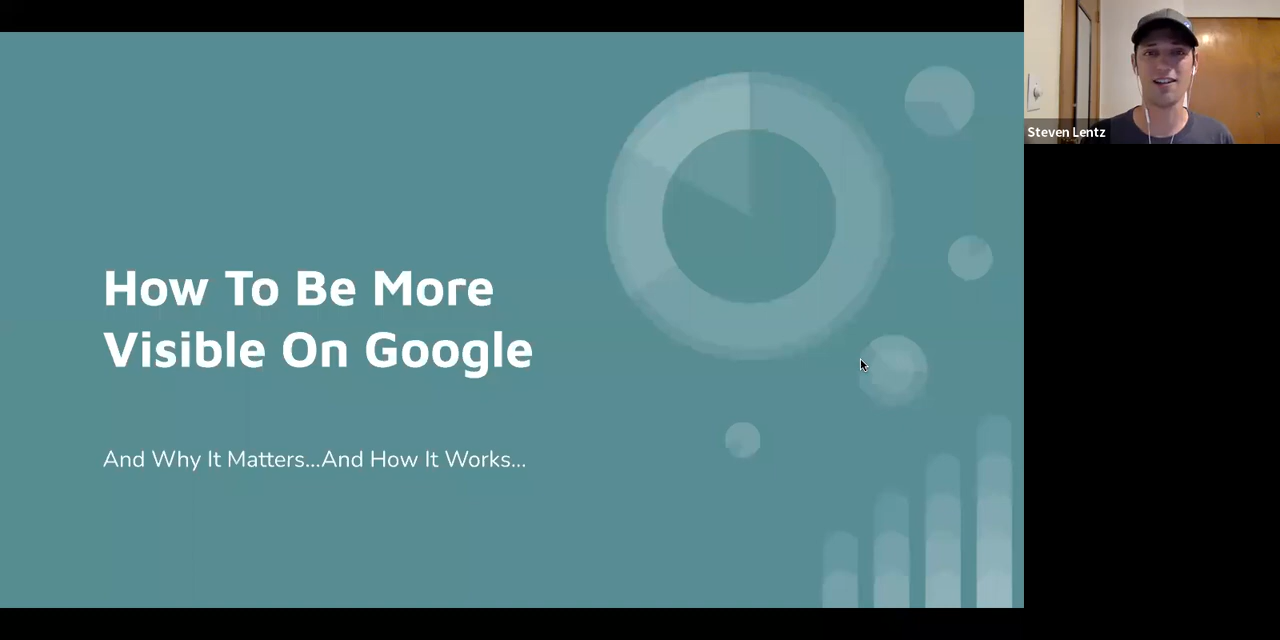 How To Be More
Visible On Google
And Why It Matters...And How It Works...
Steven Lentz